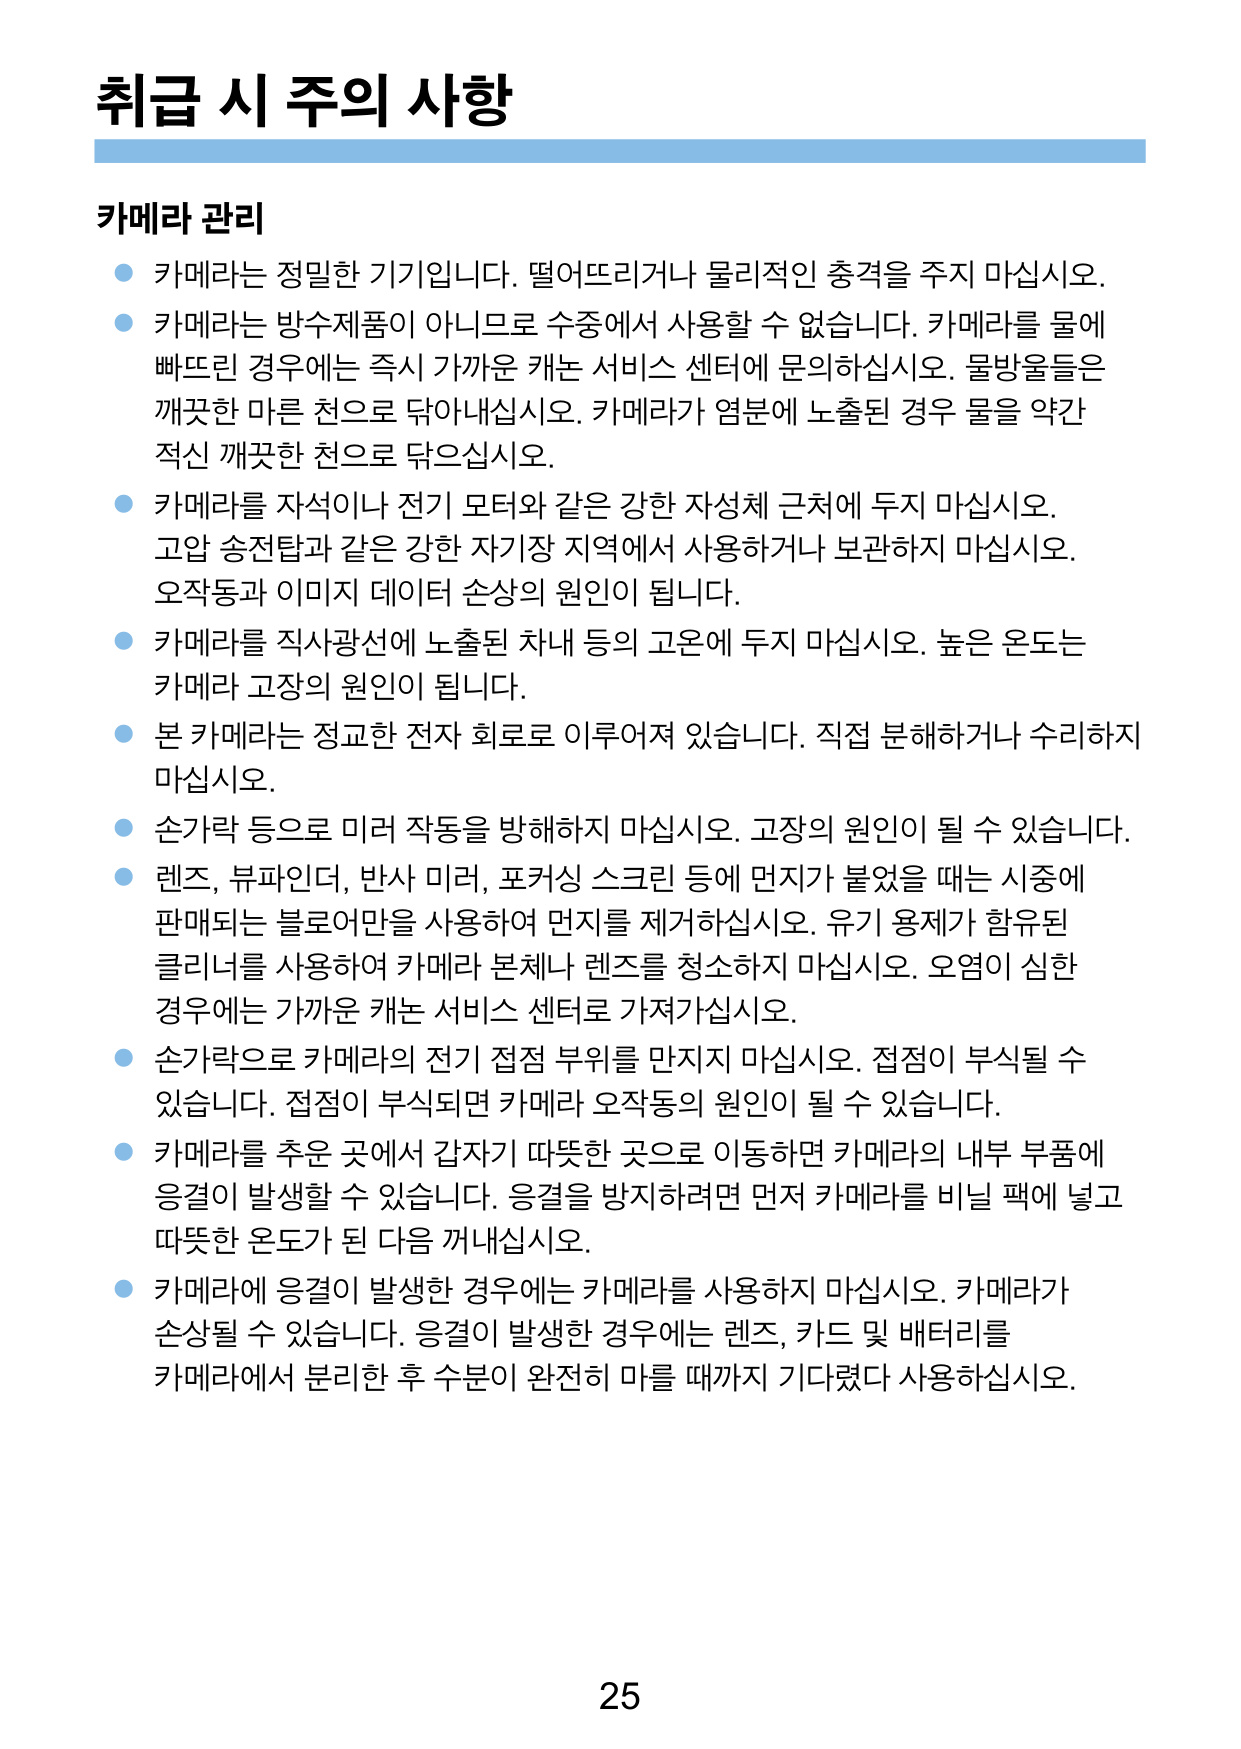 취급 시 주의 사항
카메라 관리
● 카메라는 정밀한 기기입니다. 떨어뜨리거나 물리적인 충격을 주지 마십시오.
● 카메라는 방수제품이 아니므로 수중에서 사용할 수 없습니다. 카메라를 물에
빠뜨린 경우에는 즉시 가까운 캐논 서비스 센터에 문의하십시오. 물방울들은
깨끗한 마른 천으로 닦아내십시오. 카메라가 염분에 노출된 경우 물을 약간
적신 깨끗한 천으로 닦으십시오.
● 카메라를 자석이나 전기 모터와 같은 강한 자성체 근처에 두지 마십시오.
고압 송전탑과 같은 강한 자기장 지역에서 사용하거나 보관하지 마십시오.
오작동과 이미지 데이터 손상의 원인이 됩니다.
● 카메라를 직사광선에 노출된 차내 등의 고온에 두지 마십시오. 높은 온도는
카메라 고장의 원인이 됩니다.
● 본 카메라는 정교한 전자 회로로 이루어져 있습니다. 직접 분해하거나 수리하지
마십시오.
● 손가락 등으로 미러 작동을 방해하지 마십시오. 고장의 원인이 될 수 있습니다.
● 렌즈, 뷰파인더, 반사 미러, 포커싱 스크린 등에 먼지가 붙었을 때는 시중에
판매되는 블로어만을 사용하여 먼지를 제거하십시오. 유기 용제가 함유된
클리너를 사용하여 카메라 본체나 렌즈를 청소하지 마십시오. 오염이 심한
경우에는 가까운 캐논 서비스 센터로 가져가십시오.
● 손가락으로 카메라의 전기 접점 부위를 만지지 마십시오. 접점이 부식될 수
있습니다. 접점이 부식되면 카메라 오작동의 원인이 될 수 있습니다.
● 카메라를 추운 곳에서 갑자기 따뜻한 곳으로 이동하면 카메라의 내부 부품에
응결이 발생할 수 있습니다. 응결을 방지하려면 먼저 카메라를 비닐 팩에 넣고
따뜻한 온도가 된 다음 꺼내십시오.
● 카메라에 응결이 발생한 경우에는 카메라를 사용하지 마십시오. 카메라가
손상될 수 있습니다. 응결이 발생한 경우에는 렌즈, 카드 및 배터리를
카메라에서 분리한 후 수분이 완전히 마를 때까지 기다렸다 사용하십시오.
25